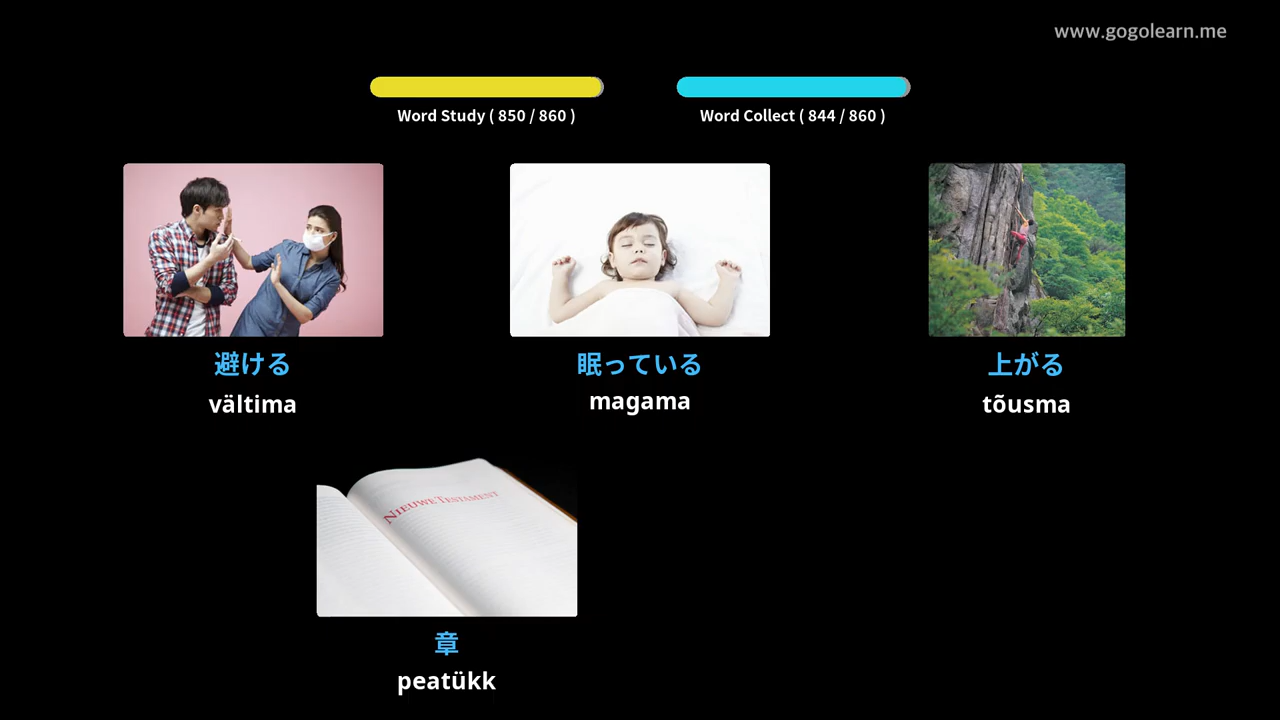 www.gogolearn.me
Word Study ( 850 / 860 )
Word Collect ( 844 / 860 )
避ける
vältima
眠っている
magama
上がる
tõusma
NIEUWE TESTAMENT
章
peatükk